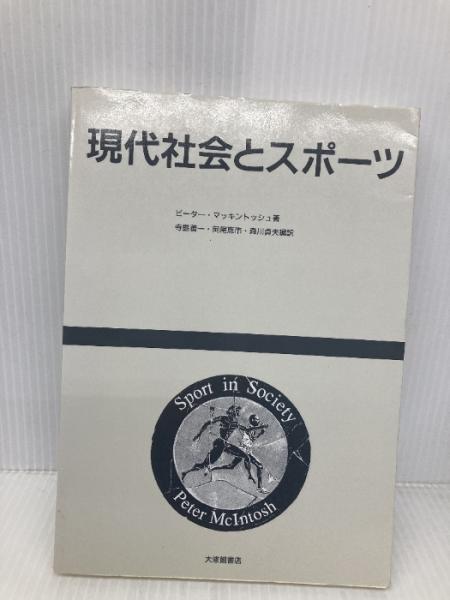 現代社会とスポーツ
ピーター・マッキントッシュ著
寺島善一・岡尾恵市・森川貞夫編訳
Sport in Society
Peter McIntosh
大修館書店